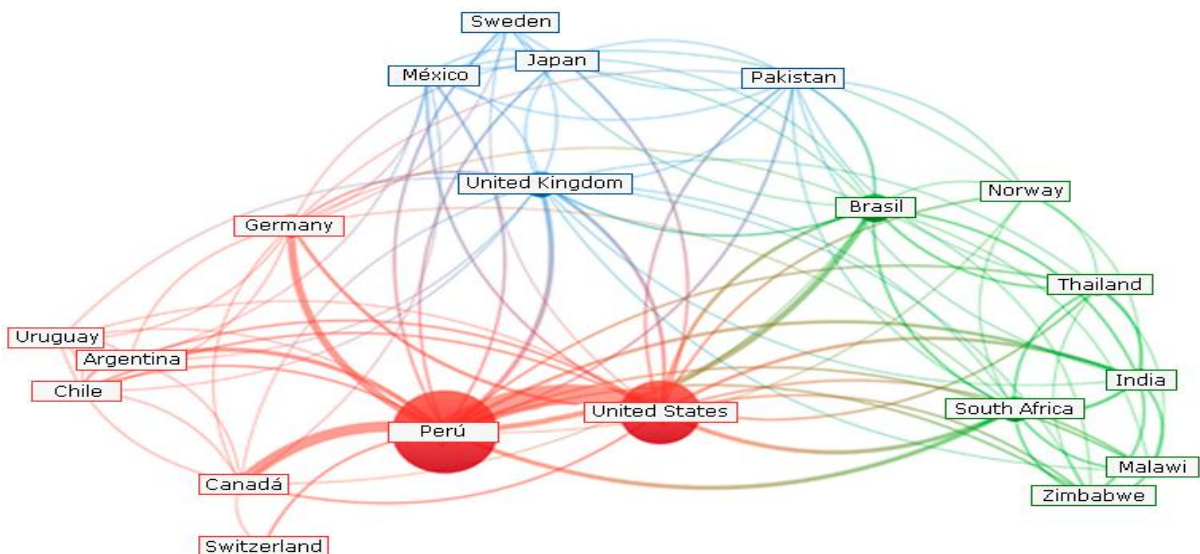 Sweden
Japan
México
Pakistan
United Kingdom
Norway
Brasil
Germany
Thailand
Uruguay
Argentina
Chile
India
South Africa
United States
Perú
Malawi
Canadá
Zimbabwe
Switzerland